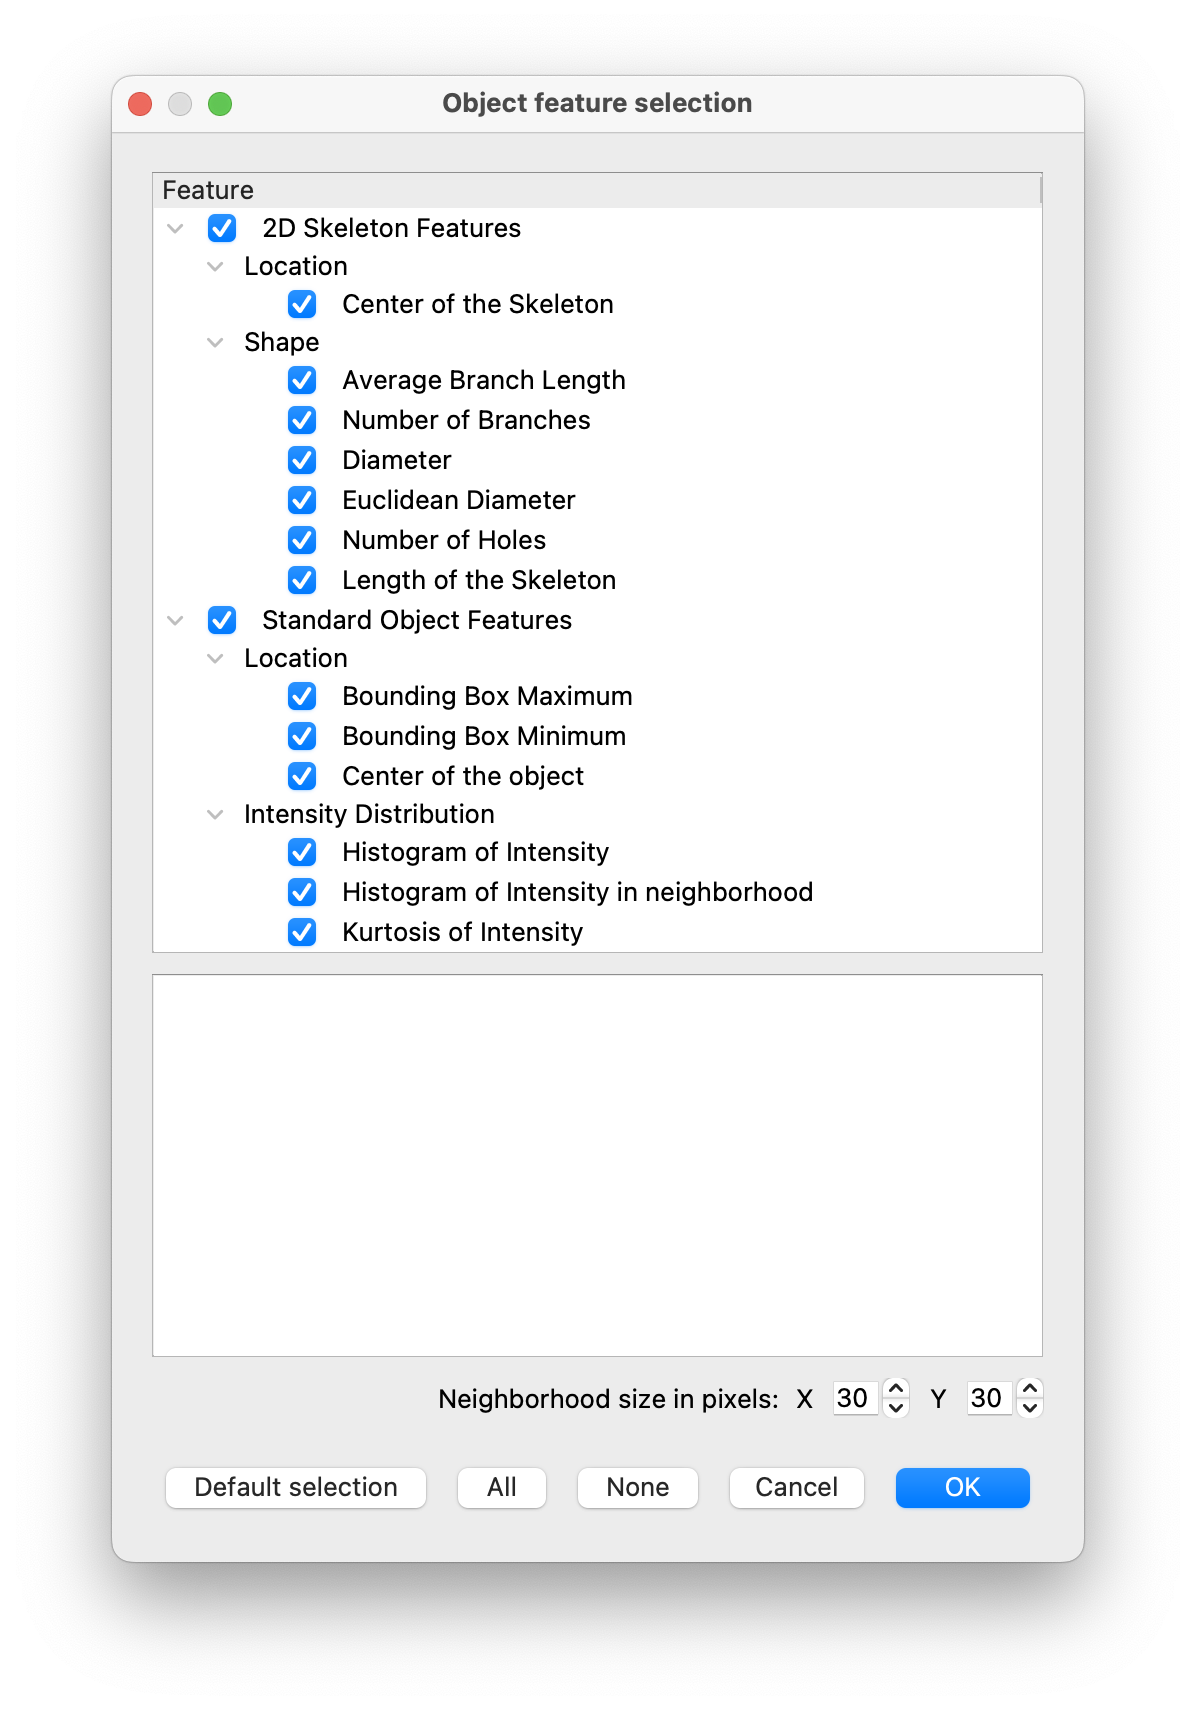 Object feature selection
Feature
2D Skeleton Features
Location
Center of the Skeleton
Shape
Average Branch Length
Number of Branches
Diameter
Euclidean Diameter
Number of Holes
Length of the Skeleton
Standard Object Features
Location
Bounding Box Maximum
Bounding Box Minimum
Center of the object
Intensity Distribution
Histogram of Intensity
Histogram of Intensity in neighborhood
Kurtosis of Intensity
Neighborhood size in pixels: X 30 Y 30
Default selection All None Cancel OK